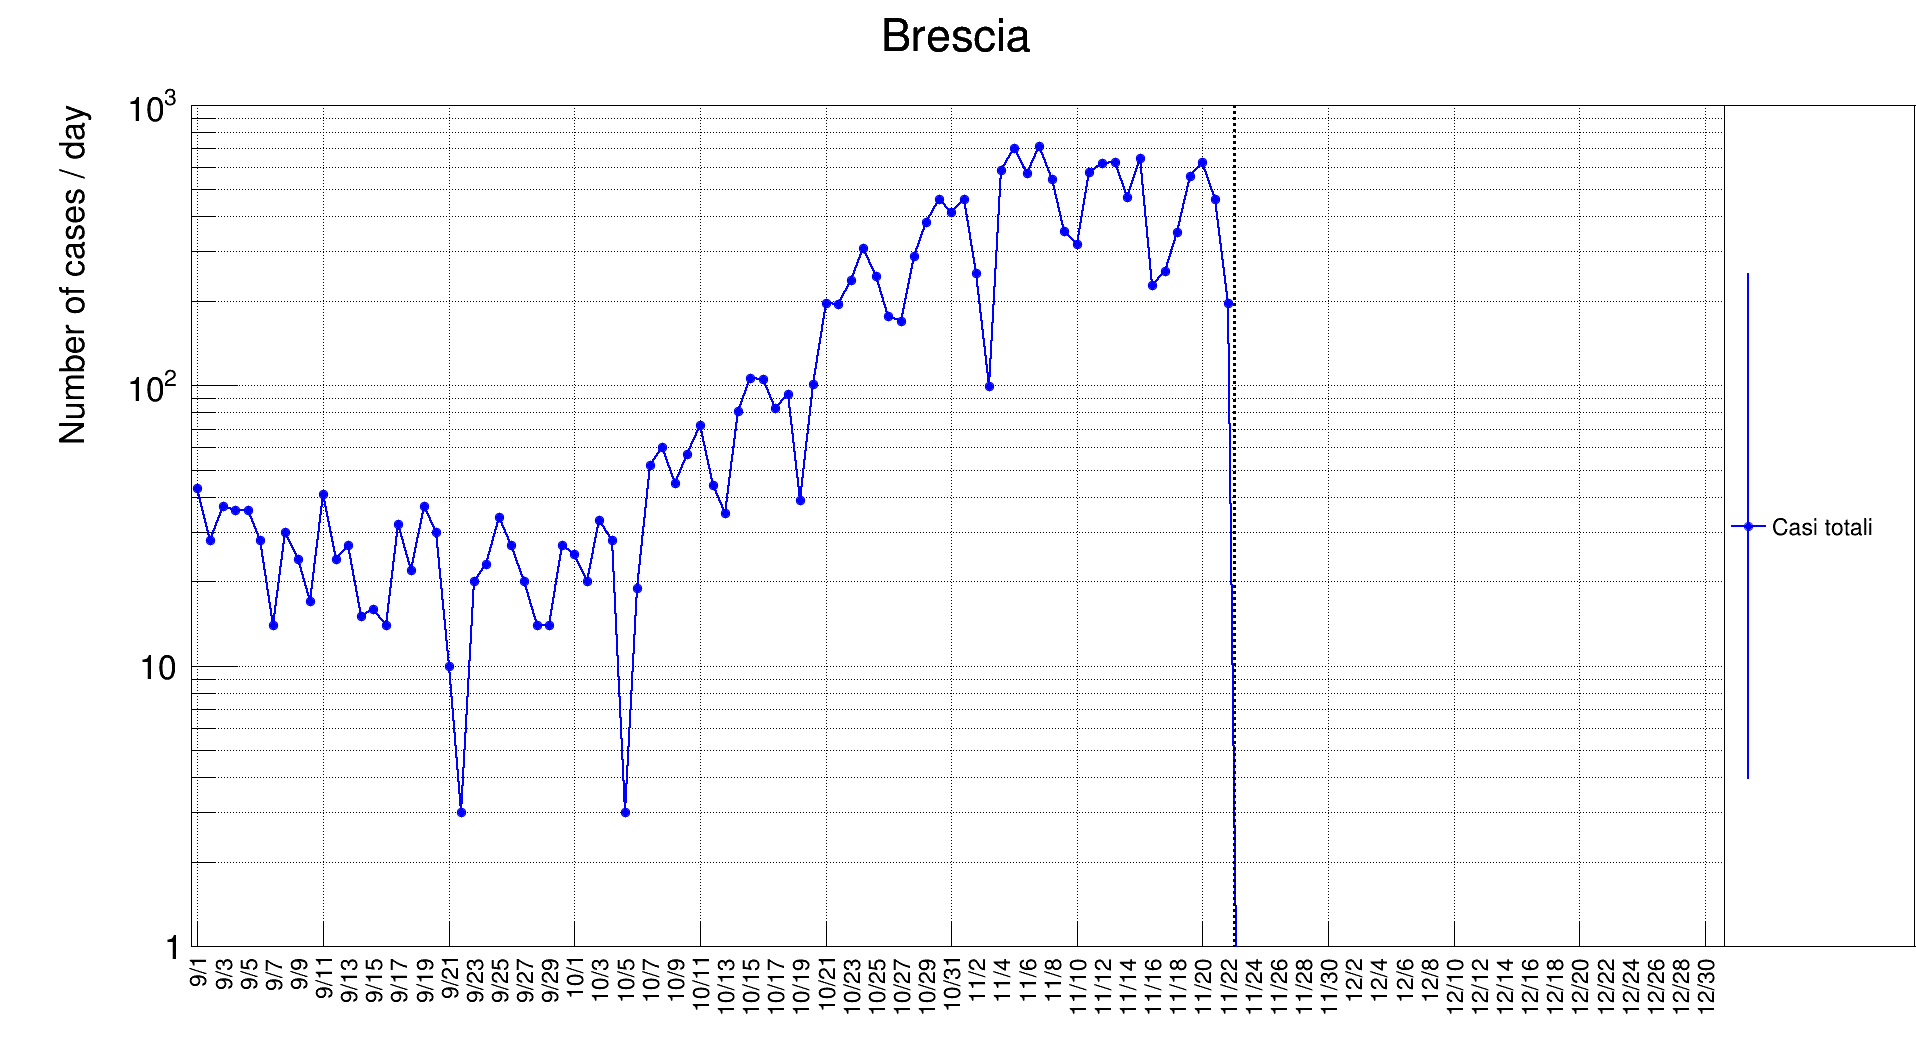 Brescia
Number of cases / day
10³
10²
10
1
9/1 9/3 9/5 9/7 9/9 9/11 9/13 9/15 9/17 9/19 9/21 9/23 9/25 9/27 9/29 10/1 10/3 10/5 10/7 10/9 10/11 10/13 10/15 10/17 10/19 10/21 10/23 10/25 10/27 10/29 10/31 11/2 11/4 11/6 11/8 11/10 11/12 11/14 11/16 11/18 11/20 11/22 11/24 11/26 11/28 11/30 12/2 12/4 12/6 12/8 12/10 12/12 12/14 12/16 12/18 12/20 12/22 12/24 12/26 12/28 12/30
Casi totali